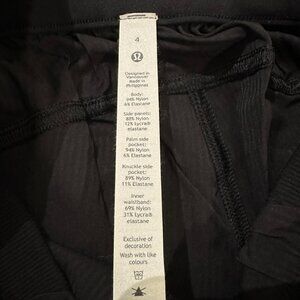 4
Designed in
Vancouver
made in
Philippines
Body:
94% Nylon
6% Elastane
Side panels:
88% Nylon
12% Lycra®
elastane
Palm side
pocket:
94% Nylon
6% Elastane
Knuckle side
pocket:
89% Nylon
11% Elastane
Inner
waistband:
69% Nylon
31% Lycra®
elastane
Exclusive of
decoration
Wash with like
colours